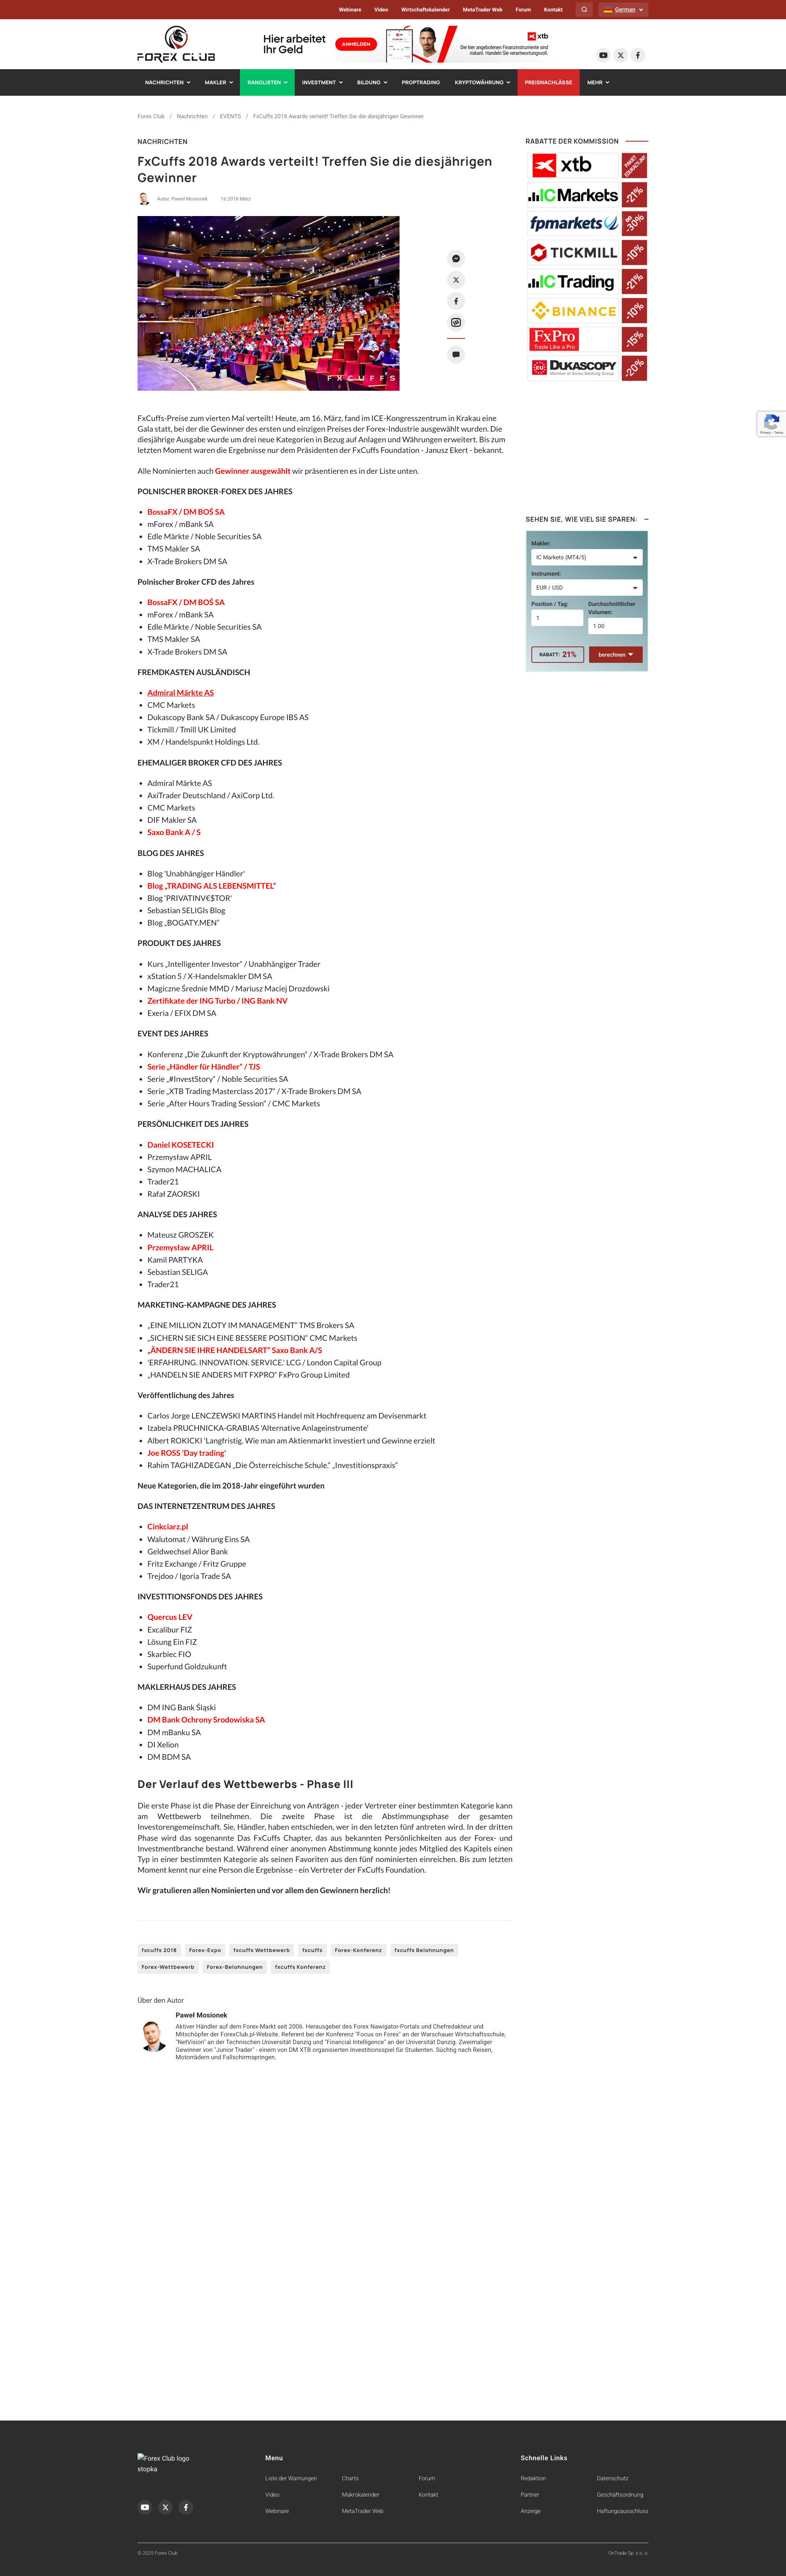 Webinare Video Wirtschaftskalender MetaTrader Web Forum Kontakt German
FOREX CLUB
Hier arbeitet
Ihr Geld
ANMELDEN
xtb
Die hier angebotenen Finanzinstrumente sind
riskant. Handeln Sie verantwortungsvoll.
NACHRICHTEN MAKLER RANGLISTEN INVESTMENT BILDUNG PROPTRADING KRYPTOWÄHRUNG PREISNACHLÄSSE MEHR
Forex Club / Nachrichten / EVENTS / FxCuffs 2018 Awards verteilt! Treffen Sie die diesjährigen Gewinner
NACHRICHTEN
FxCuffs 2018 Awards verteilt! Treffen Sie die diesjährigen
Gewinner
Autor: Paweł Mosionek 16 2018 März
FXCUFFS
FxCuffs-Preise zum vierten Mal verteilt! Heute, am 16. März, fand im ICE-Kongresszentrum in Krakau eine
Gala statt, bei der die Gewinner des ersten und einzigen Preises der Forex-Industrie ausgewählt wurden. Die
diesjährige Ausgabe wurde um drei neue Kategorien in Bezug auf Anlagen und Währungen erweitert. Bis zum
letzten Moment waren die Ergebnisse nur dem Präsidenten der FxCuffs Foundation - Janusz Ekert - bekannt.
Alle Nominierten auch Gewinner ausgewählt wir präsentieren es in der Liste unten.
POLNISCHER BROKER-FOREX DES JAHRES
BossaFX / DM BOŚ SA
mForex / mBank SA
Edle Märkte / Noble Securities SA
TMS Makler SA
X-Trade Brokers DM SA
Polnischer Broker CFD des Jahres
BossaFX / DM BOŚ SA
mForex / mBank SA
Edle Märkte / Noble Securities SA
TMS Makler SA
X-Trade Brokers DM SA
FREMDKASTEN AUSLÄNDISCH
Admiral Märkte AS
CMC Markets
Dukascopy Bank SA / Dukascopy Europe IBS AS
Tickmill / Tmill UK Limited
XM / Handelspunkt Holdings Ltd.
EHEMALIGER BROKER CFD DES JAHRES
Admiral Märkte AS
AxiTrader Deutschland / AxiCorp Ltd.
CMC Markets
DIF Makler SA
Saxo Bank A / S
BLOG DES JAHRES
Blog 'Unabhängiger Händler'
Blog „TRADING ALS LEBENSMITTEL“
Blog 'PRIVATINV€$TOR'
Sebastian SELIGIs Blog
Blog „BOGATY.MEN“
PRODUKT DES JAHRES
Kurs „Intelligenter Investor“ / Unabhängiger Trader
xStation 5 / X-Handelsmakler DM SA
Magiczne Średnie MMD / Mariusz Maciej Drozdowski
Zertifikate der ING Turbo / ING Bank NV
Exeria / EFIX DM SA
EVENT DES JAHRES
Konferenz „Die Zukunft der Kryptowährungen“ / X-Trade Brokers DM SA
Serie „Händler für Händler“ / TJS
Serie „#InvestStory“ / Noble Securities SA
Serie „XTB Trading Masterclass 2017“ / X-Trade Brokers DM SA
Serie „After Hours Trading Session“ / CMC Markets
PERSÖNLICHKEIT DES JAHRES
Daniel KOSETECKI
Przemysław APRIL
Szymon MACHALICA
Trader21
Rafał ZAORSKI
ANALYSE DES JAHRES
Mateusz GROSZEK
Przemysław APRIL
Kamil PARTYKA
Sebastian SELIGA
Trader21
MARKETING-KAMPAGNE DES JAHRES
„EINE MILLION ZLOTY IM MANAGEMENT“ TMS Brokers SA
„SICHERN SIE SICH EINE BESSERE POSITION“ CMC Markets
„ÄNDERN SIE IHRE HANDELSART“ Saxo Bank A/S
'ERFAHRUNG. INNOVATION. SERVICE.' LCG / London Capital Group
„HANDELN SIE ANDERS MIT FXPRO“ FxPro Group Limited
Veröffentlichung des Jahres
Carlos Jorge LENCZEWSKI MARTINS Handel mit Hochfrequenz am Devisenmarkt
Izabela PRUCHNICKA-GRABIAS 'Alternative Anlageinstrumente'
Albert ROKICKI 'Langfristig. Wie man am Aktienmarkt investiert und Gewinne erzielt
Joe ROSS 'Day trading'
Rahim TAGHIZADEGAN „Die Österreichische Schule.“ „Investitionspraxis“
Neue Kategorien, die im 2018-Jahr eingeführt wurden
DAS INTERNETZENTRUM DES JAHRES
Cinkciarz.pl
Walutomat / Währung Eins SA
Geldwechsel Alior Bank
Fritz Exchange / Fritz Gruppe
Trejdoo / Igoria Trade SA
INVESTITIONSFONDS DES JAHRES
Quercus LEV
Excalibur FIZ
Lösung Ein FIZ
Skarbiec FIO
Superfund Goldzukunft
MAKLERHAUS DES JAHRES
DM ING Bank Śląski
DM Bank Ochrony Srodowiska SA
DM mBanku SA
DI Xelion
DM BDM SA
Der Verlauf des Wettbewerbs - Phase III
Die erste Phase ist die Phase der Einreichung von Anträgen - jeder Vertreter einer bestimmten Kategorie kann
am Wettbewerb teilnehmen. Die zweite Phase ist die Abstimmungsphase der gesamten
Investorengemeinschaft. Sie, Händler, haben entschieden, wer in den letzten fünf antreten wird. In der dritten
Phase wird das sogenannte Das FxCuffs Chapter, das aus bekannten Persönlichkeiten aus der Forex- und
Investmentbranche bestand. Während einer anonymen Abstimmung konnte jedes Mitglied des Kapitels einen
Typ in einer bestimmten Kategorie als seinen Favoriten aus den fünf nominierten einreichen. Bis zum letzten
Moment kennt nur eine Person die Ergebnisse - ein Vertreter der FxCuffs Foundation.
Wir gratulieren allen Nominierten und vor allem den Gewinnern herzlich!
fxcuffs 2018 Forex-Expo fxcuffs Wettbewerb fxcuffs Forex-Konferenz fxcuffs Belohnungen
Forex-Wettbewerb Forex-Belohnungen fxcuffs Konferenz
Über den Autor
Paweł Mosionek
Aktiver Händler auf dem Forex-Markt seit 2006. Herausgeber des Forex Nawigator-Portals und Chefredakteur und
Mitschöpfer der ForexClub.pl-Website. Referent bei der Konferenz "Focus on Forex" an der Warschauer Wirtschaftsschule,
"NetVision" an der Technischen Universität Danzig und "Financial Intelligence" an der Universität Danzig. Zweimaliger
Gewinner von "Junior Trader" - einem von DM XTB organisierten Investitionsspiel für Studenten. Süchtig nach Reisen,
Motorrädern und Fallschirmspringen.
RABATTE DER KOMMISSION
xtb PAKIET EDUKACYJNY
IC Markets -21%
fpmarkets DO -30%
TICKMILL -10%
IC Trading -21%
BINANCE -10%
FxPro Trade Like a Pro -15%
DUKASCOPY Member of Swiss Banking Group -20%
Privacy - Terms
SEHEN SIE, WIE VIEL SIE SPAREN:
Makler:
IC Markets (MT4/5)
Instrument:
EUR / USD
Position / Tag: Durchschnittlicher
Volumen:
1 1.00
RABATT: 21% berechnen
Forex Club logo
stopka
Menu
Liste der Warnungen Charts Forum
Video Makrokalender Kontakt
Webinare MetaTrader Web
Schnelle Links
Redaktion Datenschutz
Partner Geschäftsordnung
Anzeige Haftungsausschluss
© 2025 Forex Club OnTrade Sp. z o. o.